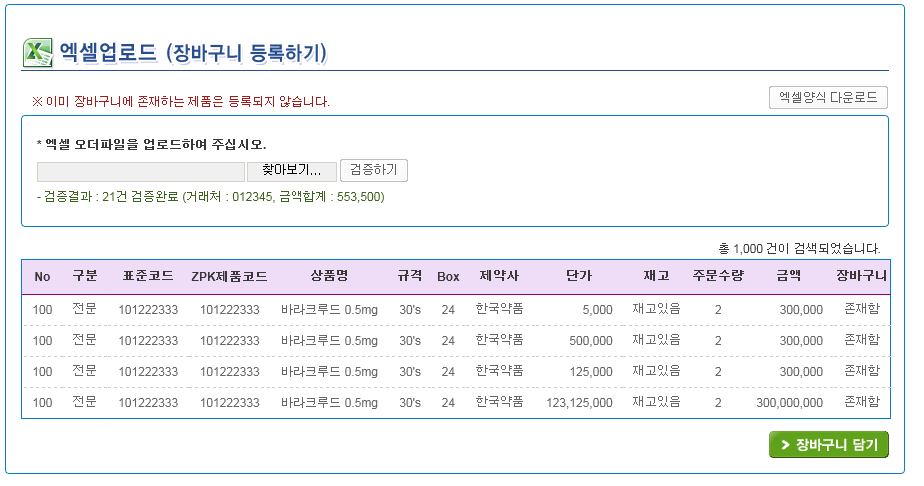 엑셀업로드 (장바구니 등록하기)
※ 이미 장바구니에 존재하는 제품은 등록되지 않습니다.
엑셀양식 다운로드
* 엑셀 오더파일을 업로드하여 주십시오.
찾아보기... 검증하기
- 검증결과 : 21건 검증완료 (거래처 : 012345, 금액합계 : 553,500)
총 1,000 건이 검색되었습니다.
No 구분 표준코드 ZPK제품코드 상품명 규격 Box 제약사 단가 재고 주문수량 금액 장바구니
100 전문 101222333 101222333 바라크루드 0.5mg 30's 24 한국약품 5,000 재고있음 2 300,000 존재함
100 전문 101222333 101222333 바라크루드 0.5mg 30's 24 한국약품 500,000 재고있음 2 300,000 존재함
100 전문 101222333 101222333 바라크루드 0.5mg 30's 24 한국약품 125,000 재고있음 2 300,000 존재함
100 전문 101222333 101222333 바라크루드 0.5mg 30's 24 한국약품 123,125,000 재고있음 2 300,000,000 존재함
장바구니 담기